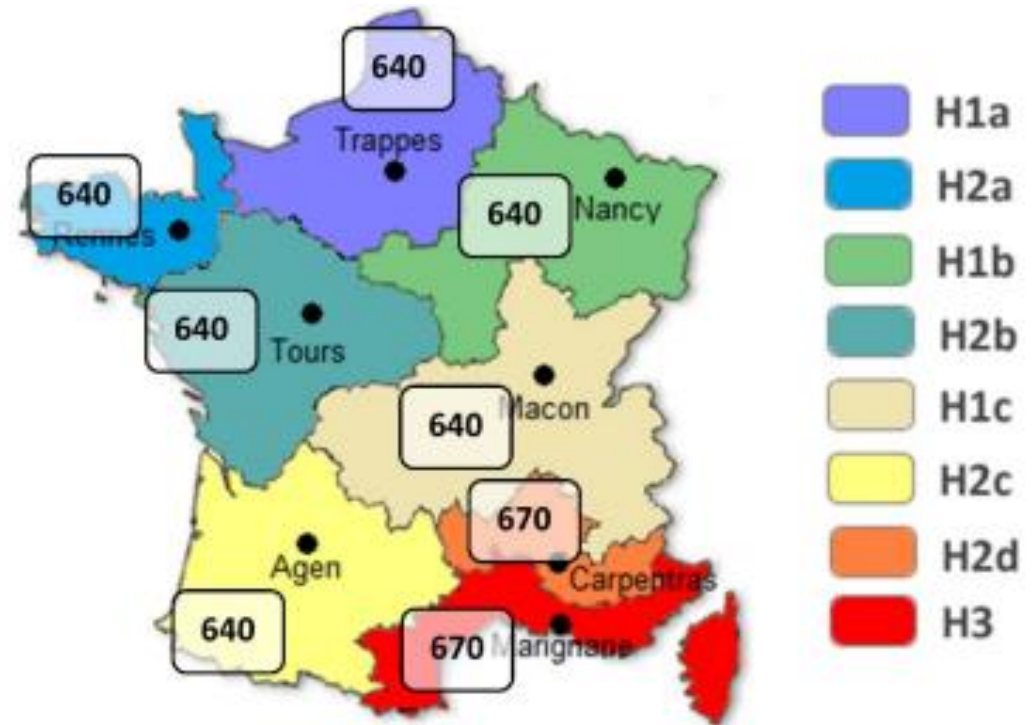 640
Trappes
640
Rennes
640
Nancy
640
Tours
640
Macon
670
Agen
Carpentras
640
670
Marignane
H1a
H2a
H1b
H2b
H1c
H2c
H2d
H3